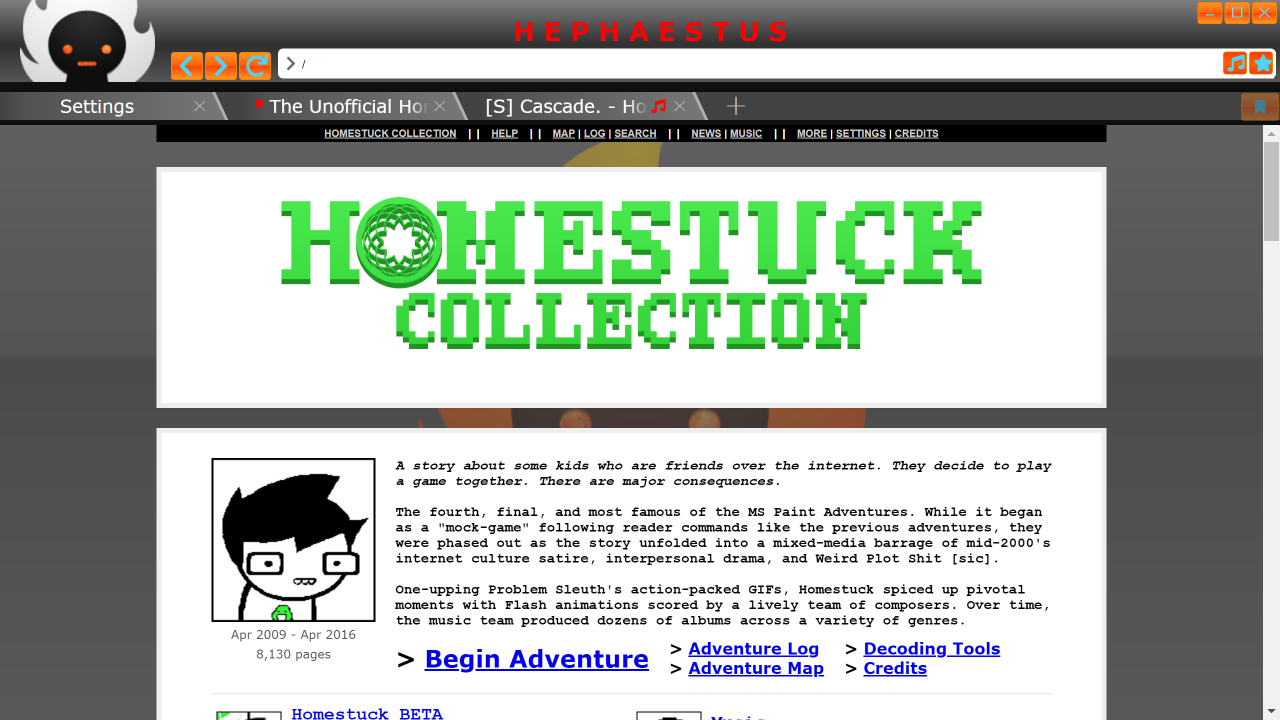 HEPHAESTUS
/
Settings
The Unofficial Ho
[S] Cascade. - Ho
HOMESTUCK COLLECTION | | HELP | | MAP | LOG | SEARCH | | NEWS | MUSIC | | MORE | SETTINGS | CREDITS
HOMESTUCK
COLLECTION
A story about some kids who are friends over the internet. They decide to play
a game together. There are major consequences.
The fourth, final, and most famous of the MS Paint Adventures. While it began
as a "mock-game" following reader commands like the previous adventures, they
were phased out as the story unfolded into a mixed-media barrage of mid-2000's
internet culture satire, interpersonal drama, and Weird Plot Shit [sic].
One-upping Problem Sleuth's action-packed GIFs, Homestuck spiced up pivotal
moments with Flash animations scored by a lively team of composers. Over time,
the music team produced dozens of albums across a variety of genres.
Apr 2009 - Apr 2016
8,130 pages
> Begin Adventure
> Adventure Log
> Adventure Map
> Decoding Tools
> Credits
Homestuck BETA